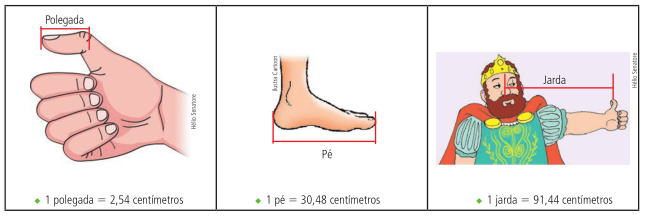 Polegada
Hélio Senatore
◆ 1 polegada = 2,54 centímetros
Ilustra Cartoon
Pé
◆ 1 pé = 30,48 centímetros
Jarda
Hélio Senatore
◆ 1 jarda = 91,44 centímetros